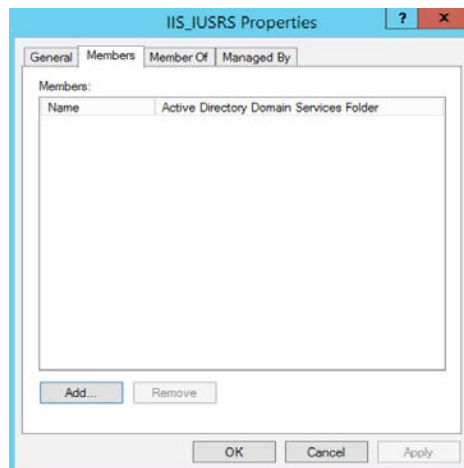 IIS_IUSRS Properties
? x
General Members Member Of Managed By
Members:
Name Active Directory Domain Services Folder
Add... Remove
OK Cancel Apply